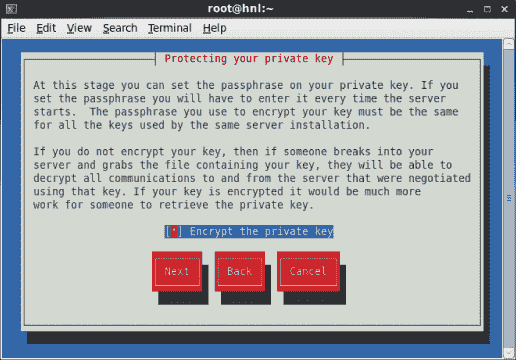 root@hnl:~
File Edit View Search Terminal Help
Protecting your private key
At this stage you can set the passphrase on your private key. If you
set the passphrase you will have to enter it every time the server
starts.  The passphrase you use to encrypt your key must be the same
for all the keys used by the same server installation.
If you do not encrypt your key, then if someone breaks into your
server and grabs the file containing your key, they will be able to
decrypt all communications to and from the server that were negotiated
using that key. If your key is encrypted it would be much more
work for someone to retrieve the private key.
[*] Encrypt the private key
Next Back Cancel